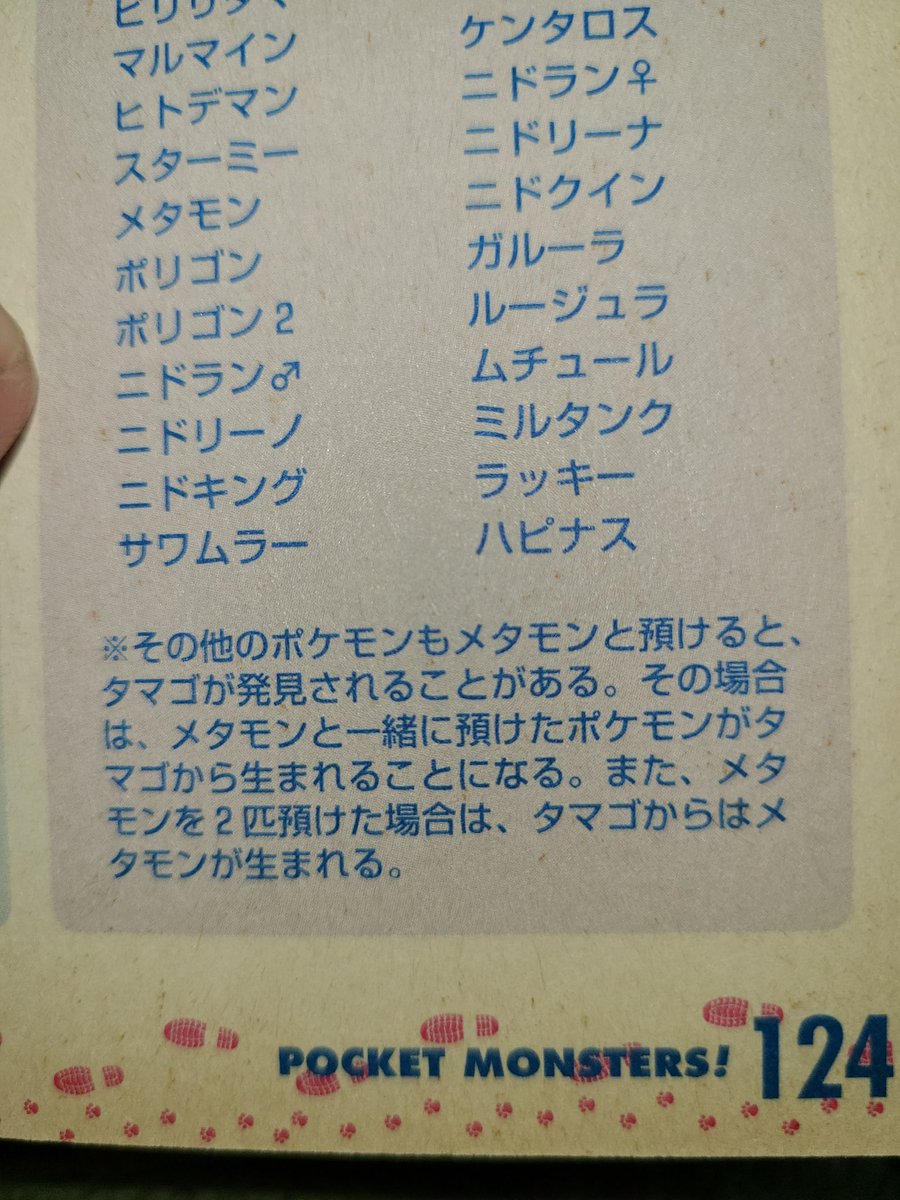 ビリリダマ
マルマイン
ヒトデマン
スターミー
メタモン
ポリゴン
ポリゴン2
ニドラン♂
ニドリーノ
ニドキング
サワムラー
ケンタロス
ニドラン♀
ニドリーナ
ニドクイン
ガルーラ
ルージュラ
ムチュール
ミルタンク
ラッキー
ハピナス
※その他のポケモンもメタモンと預けると、
タマゴが発見されることがある。その場合
は、メタモンと一緒に預けたポケモンがタ
マゴから生まれることになる。また、メタ
モンを2匹預けた場合は、タマゴからはメ
タモンが生まれる。
POCKET MONSTERS! 124